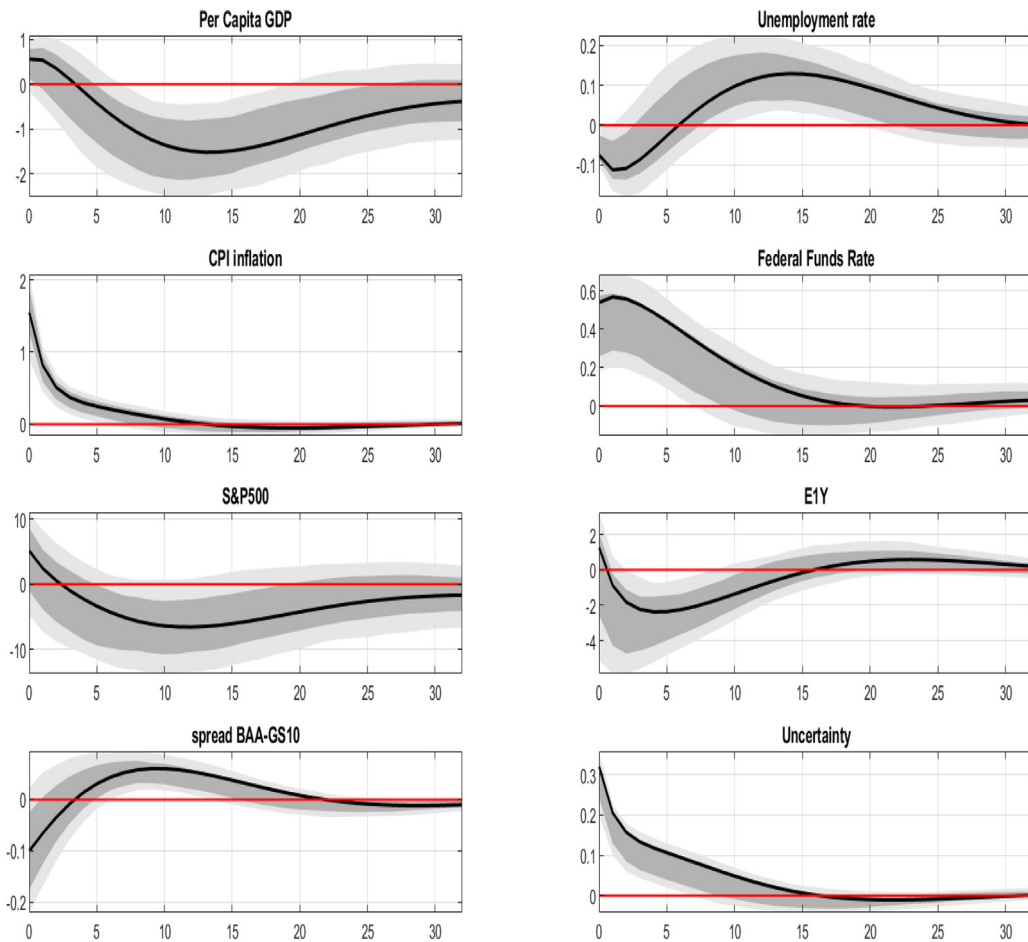 Per Capita GDP
1
0
-1
-2
0 5 10 15 20 25 30
Unemployment rate
0.2
0.1
0
-0.1
0 5 10 15 20 25 30
CPI inflation
2
1
0
0 5 10 15 20 25 30
Federal Funds Rate
0.6
0.4
0.2
0
0 5 10 15 20 25 30
S&P500
10
0
-10
0 5 10 15 20 25 30
E1Y
2
0
-2
-4
0 5 10 15 20 25 30
spread BAA-GS10
0
-0.1
-0.2
0 5 10 15 20 25 30
Uncertainty
0.3
0.2
0.1
0
0 5 10 15 20 25 30